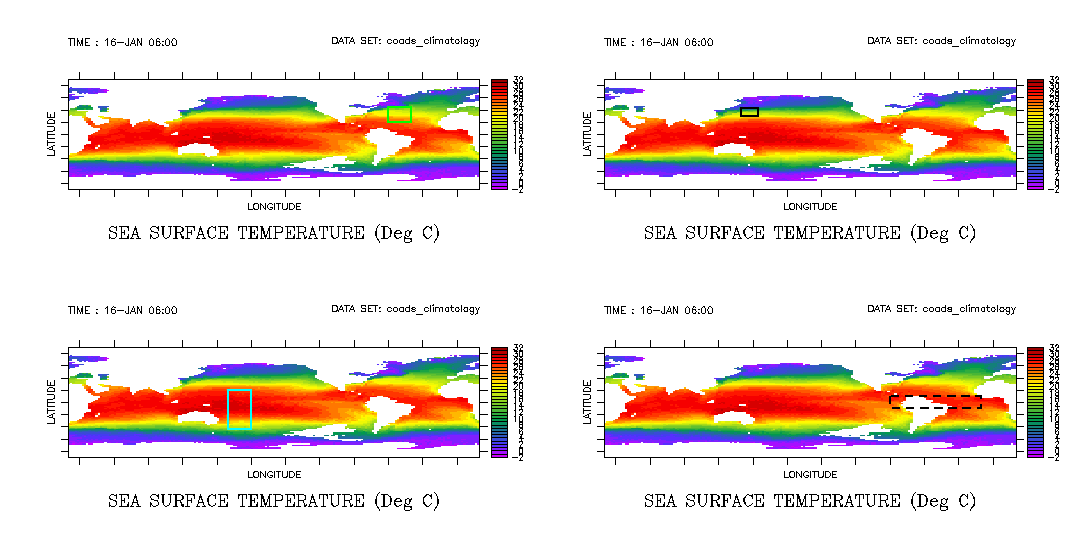 TIME : 16-JAN 06:00
DATA SET: coads_climatology
TIME : 16-JAN 06:00
DATA SET: coads_climatology
LATITUDE
LONGITUDE
LATITUDE
LONGITUDE
SEA SURFACE TEMPERATURE (Deg C)
SEA SURFACE TEMPERATURE (Deg C)
TIME : 16-JAN 06:00
DATA SET: coads_climatology
TIME : 16-JAN 06:00
DATA SET: coads_climatology
LATITUDE
LONGITUDE
LATITUDE
LONGITUDE
SEA SURFACE TEMPERATURE (Deg C)
SEA SURFACE TEMPERATURE (Deg C)